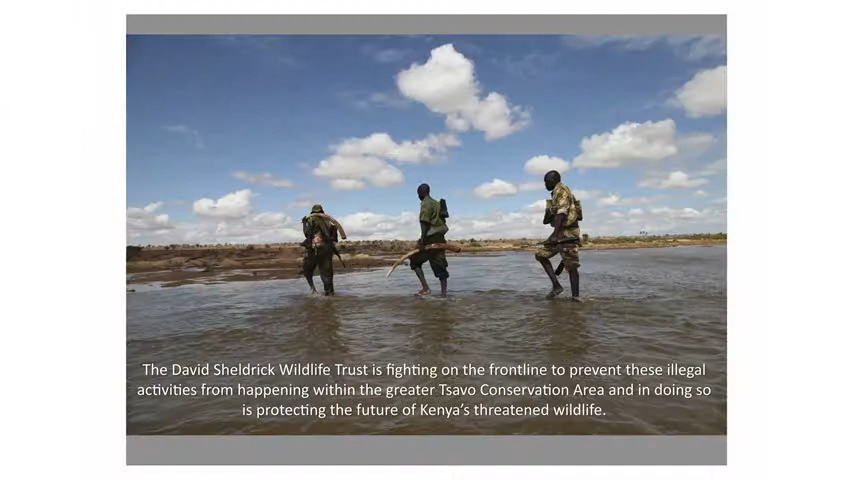 The David Sheldrick Wildlife Trust is fighting on the frontline to prevent these illegal
activities from happening within the greater Tsavo Conservation Area and in doing so
is protecting the future of Kenya's threatened wildlife.